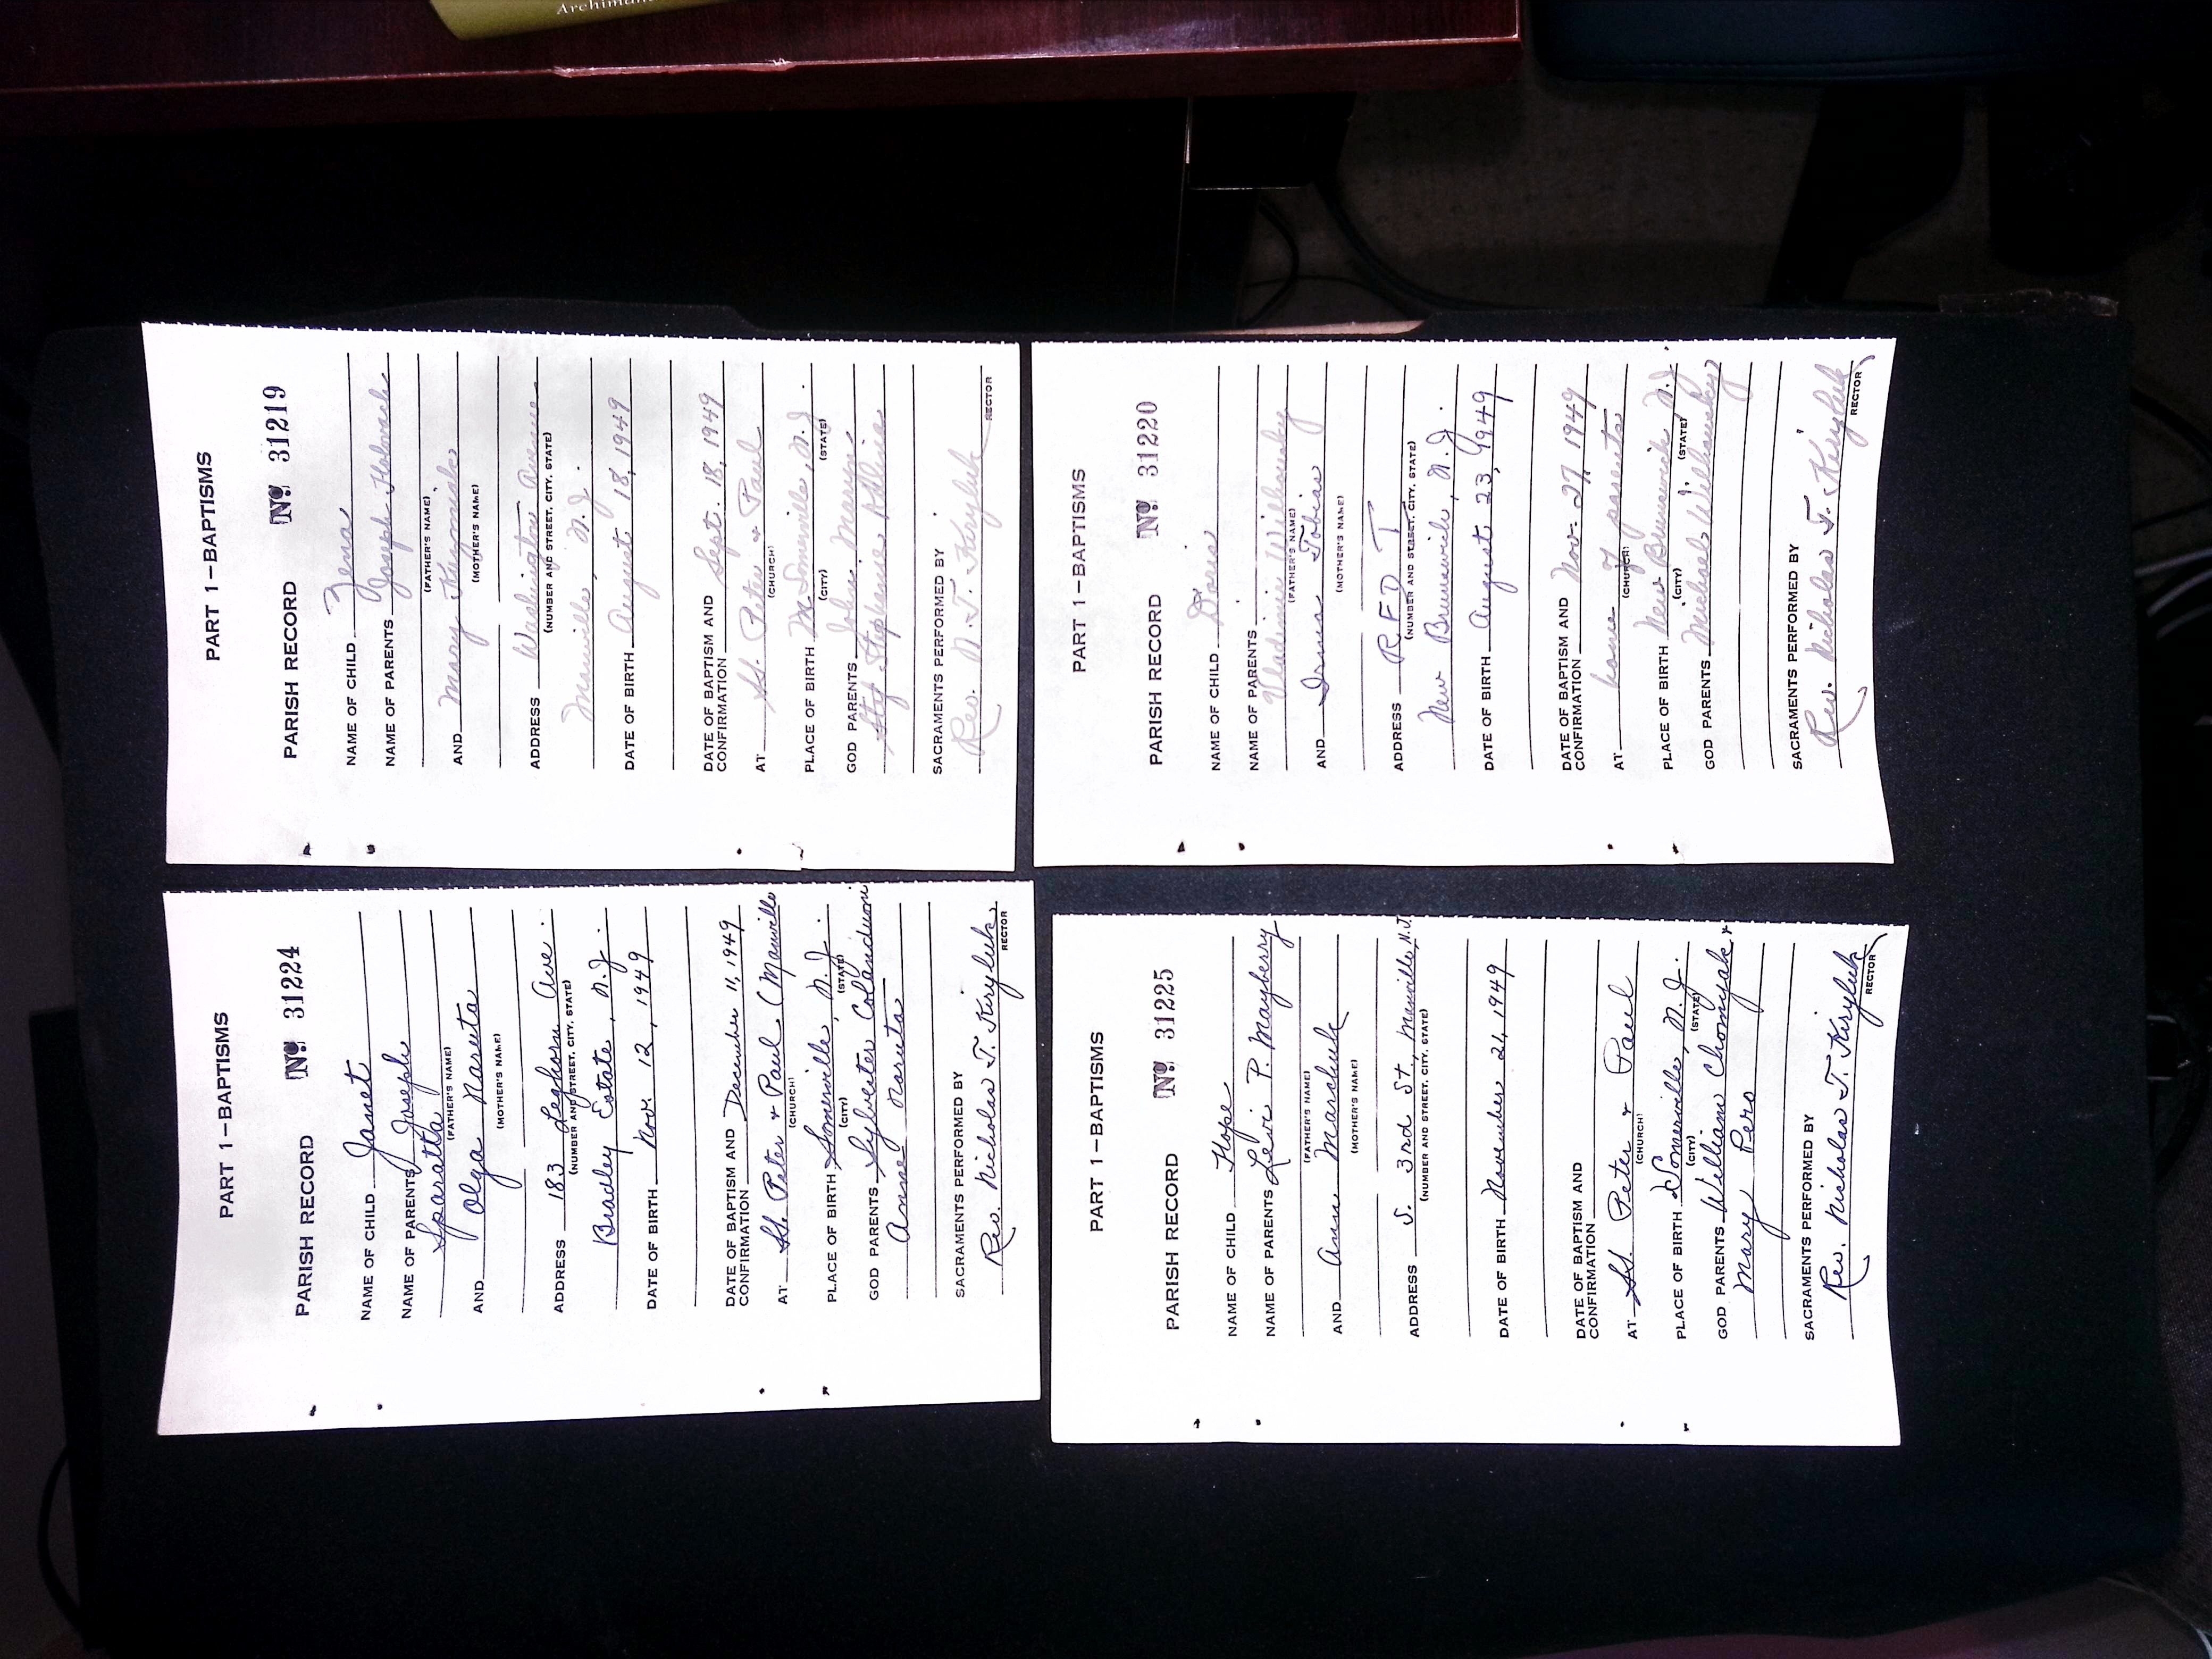 PART 1—BAPTISMS
PARISH RECORD Nº 31224
NAME OF CHILD Janet
NAME OF PARENTS Joseph
Sparatta
(FATHER'S NAME)
AND Olga Naruta
(MOTHER'S NAME)
ADDRESS 183 Leghorn Ave.
(NUMBER AND STREET, CITY, STATE)
Bradley Estate, N.J.
DATE OF BIRTH Nov. 12, 1949
DATE OF BAPTISM AND
CONFIRMATION December 11, 1949
AT SS. Peter & Paul (Manville
(CHURCH)
PLACE OF BIRTH Somerville, N.J.
(CITY) (STATE)
GOD PARENTS Sylvester
Anne Naruta
SACRAMENTS PERFORMED BY
Rev. Nicholas T. Kiryluk
RECTOR
PART 1—BAPTISMS
PARISH RECORD Nº 31219
NAME OF CHILD Zena
NAME OF PARENTS Joseph Holovach
(FATHER'S NAME)
AND Mary Kuzmiak
(MOTHER'S NAME)
ADDRESS Washington Avenue
(NUMBER AND STREET, CITY, STATE)
Manville, N.J.
DATE OF BIRTH August 18, 1949
DATE OF BAPTISM AND
CONFIRMATION Sept. 18, 1949
AT SS. Peter & Paul
(CHURCH)
PLACE OF BIRTH M Somerville, N.J.
(CITY) (STATE)
GOD PARENTS John Maryn
Stef Stephanie Kalina
SACRAMENTS PERFORMED BY
Rev. N.T. Kiryluk
RECTOR
PART 1—BAPTISMS
PARISH RECORD Nº 31225
NAME OF CHILD Hope
NAME OF PARENTS Levi P. Mayberry
(FATHER'S NAME)
AND Ann Marchuk
(MOTHER'S NAME)
ADDRESS S. 3rd St., Manville, N.J.
(NUMBER AND STREET, CITY, STATE)
DATE OF BIRTH November 21, 1949
DATE OF BAPTISM AND
CONFIRMATION
AT SS. Peter & Paul
(CHURCH)
PLACE OF BIRTH Somerville, N.J.
(CITY) (STATE)
GOD PARENTS William Chomyak &
Mary Pero
SACRAMENTS PERFORMED BY
Rev. Nicholas T. Kiryluk
RECTOR
PART 1—BAPTISMS
PARISH RECORD Nº 31220
NAME OF CHILD Doris
NAME OF PARENTS
Vladimir Wilhousky
(FATHER'S NAME)
AND Irma Tobias
(MOTHER'S NAME)
ADDRESS RFD I
(NUMBER AND STREET, CITY, STATE)
New Brunswick, N.J.
DATE OF BIRTH August 23, 1949
DATE OF BAPTISM AND
CONFIRMATION Nov. 27, 1949
AT home of parents
(CHURCH)
PLACE OF BIRTH New Brunswick, N.J.
(CITY) (STATE)
GOD PARENTS Michael Wilhousky
SACRAMENTS PERFORMED BY
Rev. Nicholas T. Kiryluk
RECTOR